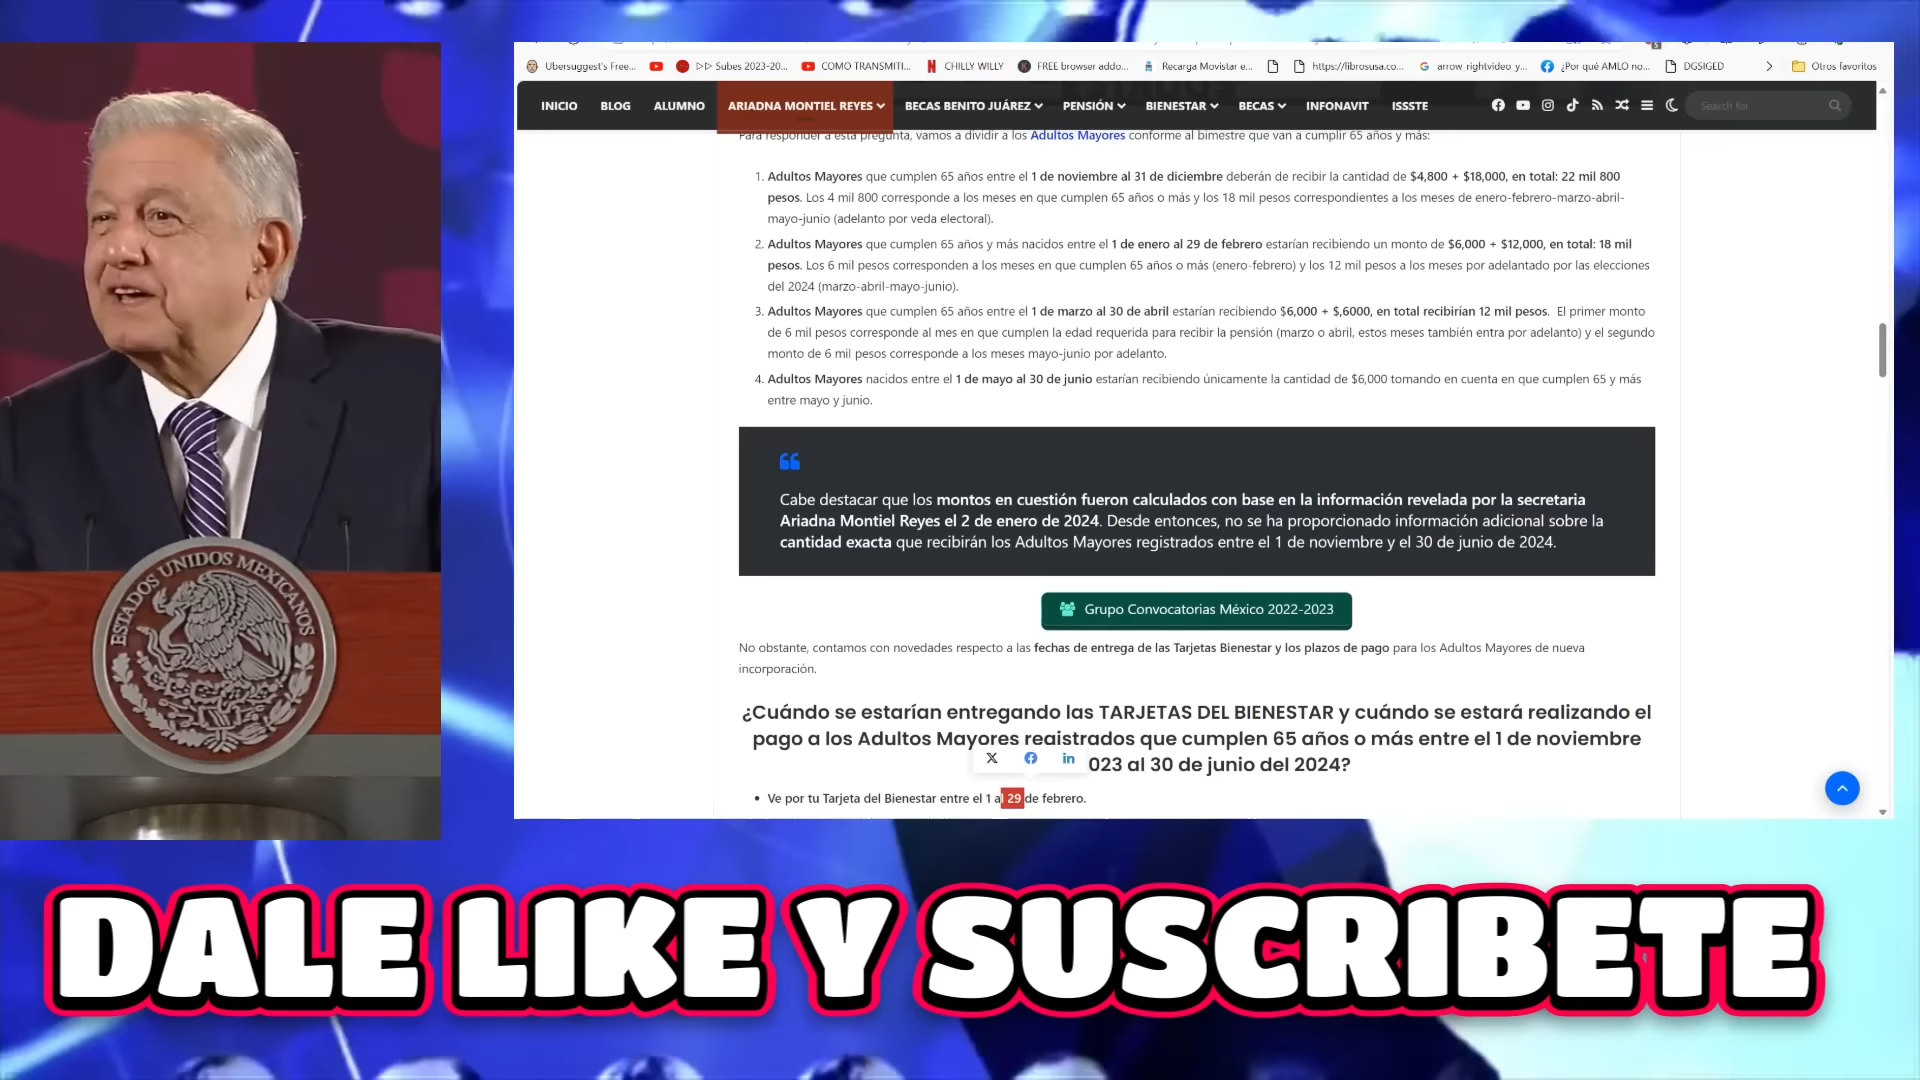 Ubersuggest's Free...
▷▷ Subes 2023-20...
COMO TRANSMITI...
CHILLY WILLY
FREE browser addo...
Recarga Movistar e...
https://librosusa.co...
arrow_rightvideo y...
¿Por qué AMLO no...
DGSIGED
Otros favoritos
INICIO BLOG ALUMNO ARIADNA MONTIEL REYES BECAS BENITO JUÁREZ PENSIÓN BIENESTAR BECAS INFONAVIT ISSSTE Search for
Para responder a esta pregunta, vamos a dividir a los Adultos Mayores conforme al bimestre que van a cumplir 65 años y más:
1. Adultos Mayores que cumplen 65 años entre el 1 de noviembre al 31 de diciembre deberán de recibir la cantidad de $4,800 + $18,000, en total: 22 mil 800
pesos. Los 4 mil 800 corresponde a los meses en que cumplen 65 años o más y los 18 mil pesos correspondientes a los meses de enero-febrero-marzo-abril-
mayo-junio (adelanto por veda electoral).
2. Adultos Mayores que cumplen 65 años y más nacidos entre el 1 de enero al 29 de febrero estarían recibiendo un monto de $6,000 + $12,000, en total: 18 mil
pesos. Los 6 mil pesos corresponden a los meses en que cumplen 65 años o más (enero-febrero) y los 12 mil pesos a los meses por adelantado por las elecciones
del 2024 (marzo-abril-mayo-junio).
3. Adultos Mayores que cumplen 65 años entre el 1 de marzo al 30 de abril estarían recibiendo $6,000 + $,6000, en total recibirían 12 mil pesos. El primer monto
de 6 mil pesos corresponde al mes en que cumplen la edad requerida para recibir la pensión (marzo o abril, estos meses también entra por adelanto) y el segundo
monto de 6 mil pesos corresponde a los meses mayo-junio por adelanto.
4. Adultos Mayores nacidos entre el 1 de mayo al 30 de junio estarían recibiendo únicamente la cantidad de $6,000 tomando en cuenta en que cumplen 65 y más
entre mayo y junio.
Cabe destacar que los montos en cuestión fueron calculados con base en la información revelada por la secretaria
Ariadna Montiel Reyes el 2 de enero de 2024. Desde entonces, no se ha proporcionado información adicional sobre la
cantidad exacta que recibirán los Adultos Mayores registrados entre el 1 de noviembre y el 30 de junio de 2024.
Grupo Convocatorias México 2022-2023
No obstante, contamos con novedades respecto a las fechas de entrega de las Tarjetas Bienestar y los plazos de pago para los Adultos Mayores de nueva
incorporación.
¿Cuándo se estarían entregando las TARJETAS DEL BIENESTAR y cuándo se estará realizando el
pago a los Adultos Mayores registrados que cumplen 65 años o más entre el 1 de noviembre
023 al 30 de junio del 2024?
• Ve por tu Tarjeta del Bienestar entre el 1 al 29 de febrero.
ESTADOS UNIDOS MEXICANOS
DALE LIKE Y SUSCRIBETE